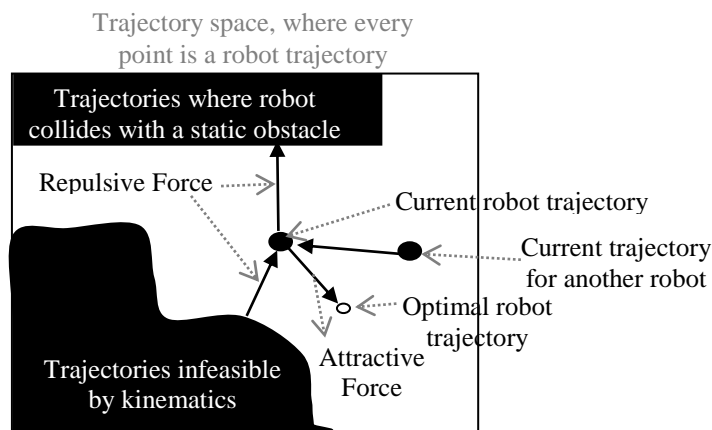 Trajectory space, where every
point is a robot trajectory
Trajectories where robot
collides with a static obstacle
Repulsive Force
Current robot trajectory
Current trajectory
for another robot
Optimal robot
trajectory
Attractive
Force
Trajectories infeasible
by kinematics